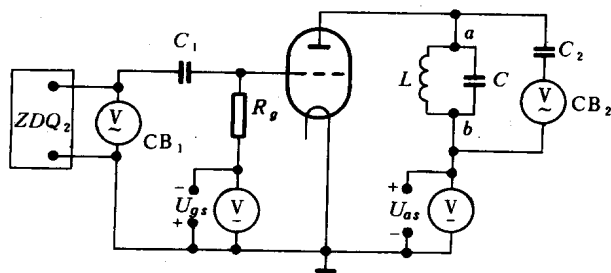 ZDQ₂
V
~
CB₁
C₁
R_g
−
U_gs
+
V
−
a
L
C
b
C₂
V
~
CB₂
+
U_as
−
V
−